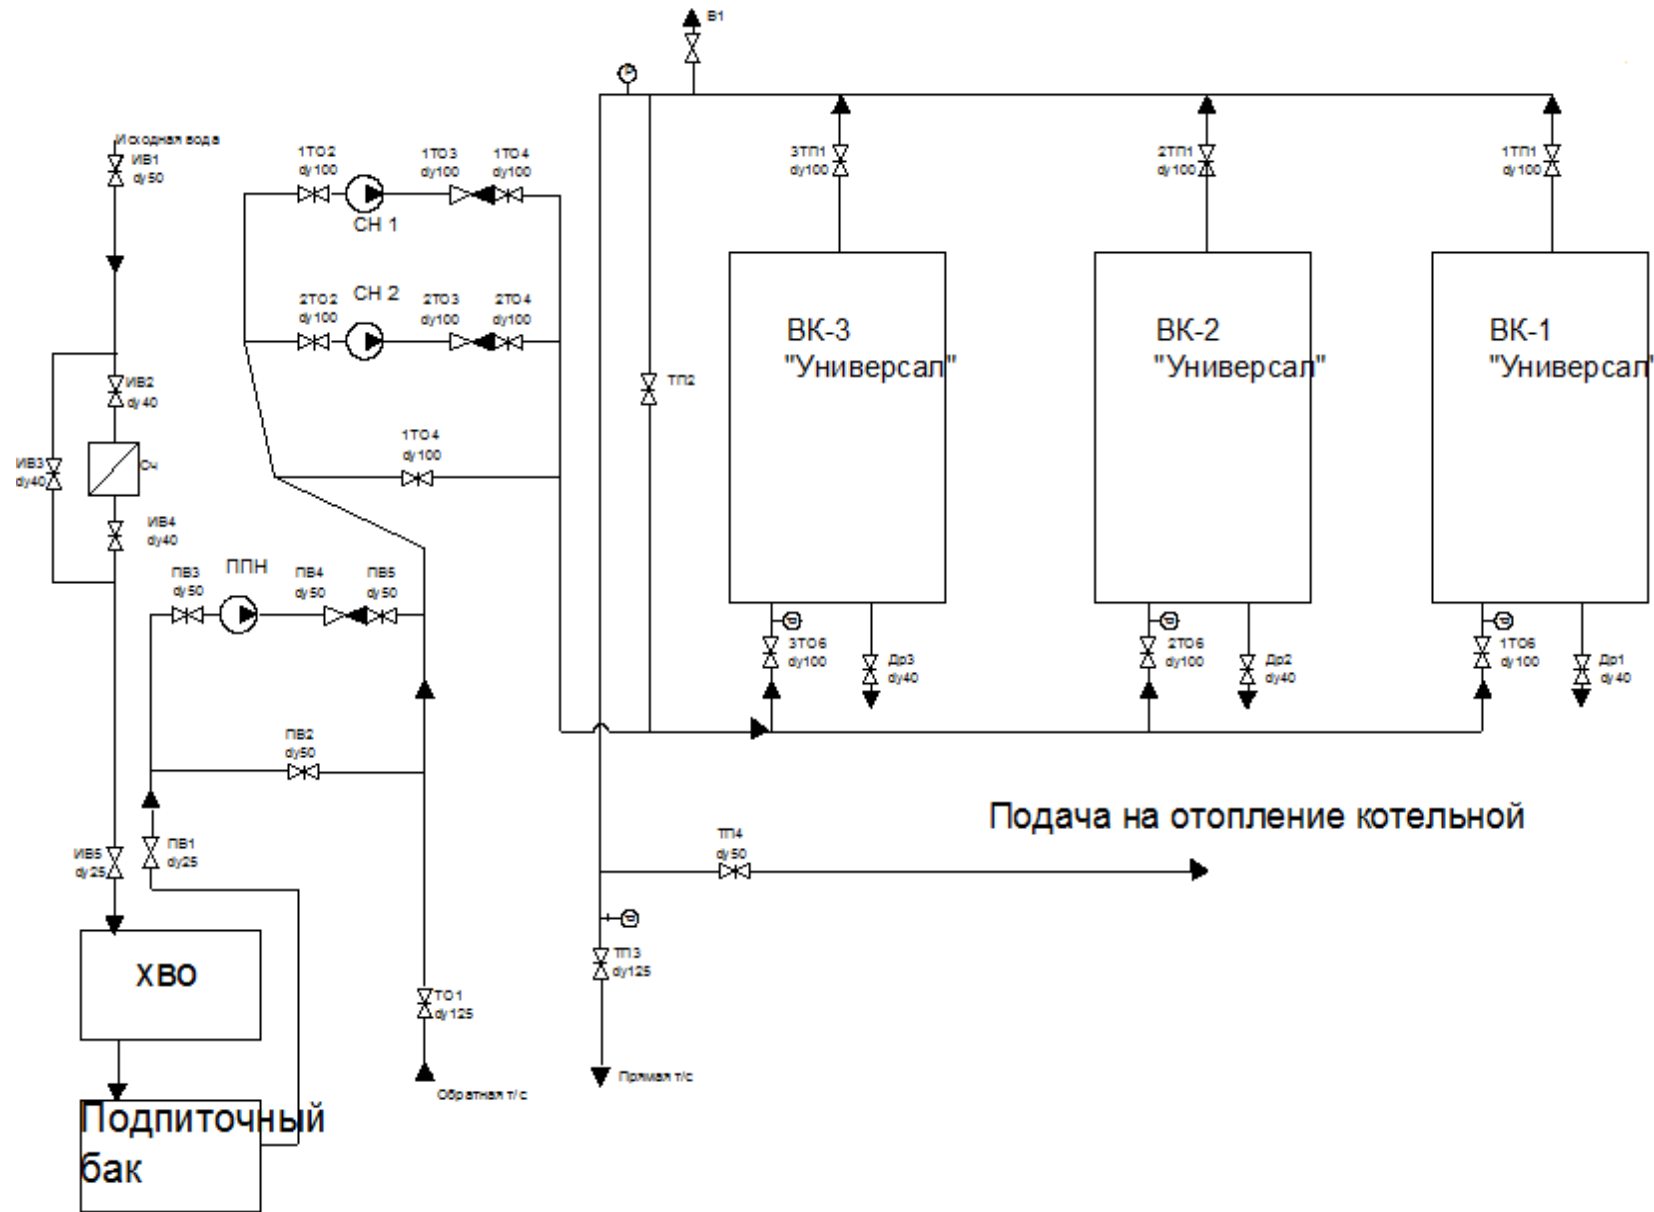 В1
Исходная вода
ИВ1
dy50
1ТО2
dy100
1ТО3
dy100
1ТО4
dy100
СН 1
3ТП1
dy100
2ТП1
dy100
1ТП1
dy100
2ТО2
dy100
СН 2
2ТО3
dy100
2ТО4
dy100
ВК-3
"Универсал"
ВК-2
"Универсал"
ВК-1
"Универсал"
ТП2
ИВ2
dy40
ИВ3
dy40
Сч
1ТО4
dy100
ИВ4
dy40
ПВ3
dy50
ППН
ПВ4
dy50
ПВ5
dy50
3ТО6
dy100
Др3
dy40
2ТО6
dy100
Др2
dy40
1ТО6
dy100
Др1
dy40
ПВ2
dy50
Подача на отопление котельной
ИВ5
dy25
ПВ1
dy25
ТП4
dy50
ХВО
ТП3
dy125
ТО1
dy125
Прямая т/с
Обратная т/с
Подпиточный
бак